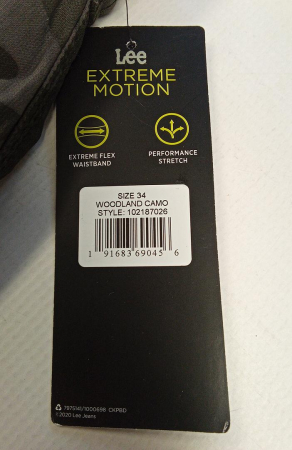 Lee
EXTREME
MOTION
EXTREME FLEX
WAISTBAND
PERFORMANCE
STRETCH
SIZE 34
WOODLAND CAMO
STYLE: 102187026
1 91683 69045 6
©2020 Lee Jeans